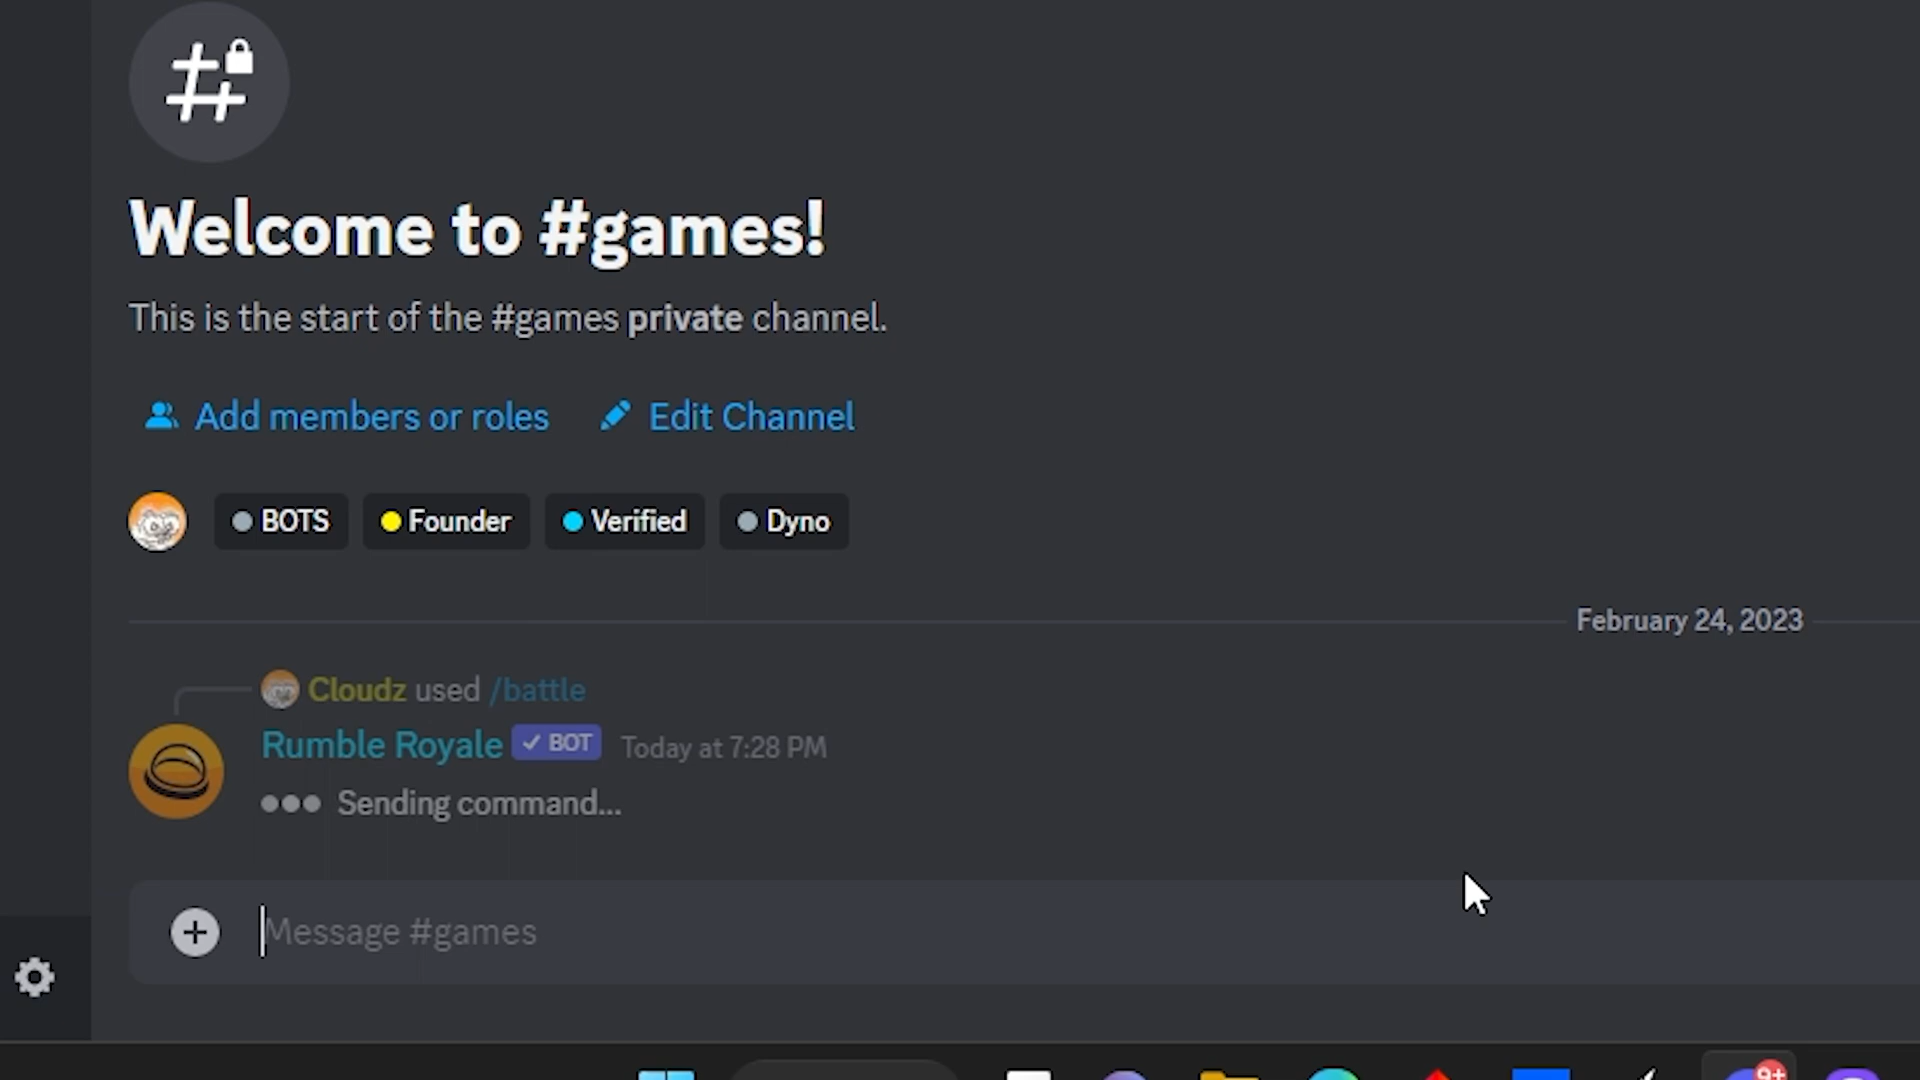 Welcome to #games!
This is the start of the #games private channel.
Add members or roles Edit Channel
BOTS Founder Verified Dyno
February 24, 2023
Cloudz used /battle
Rumble Royale ✓ BOT Today at 7:28 PM
Sending command...
Message #games
9+